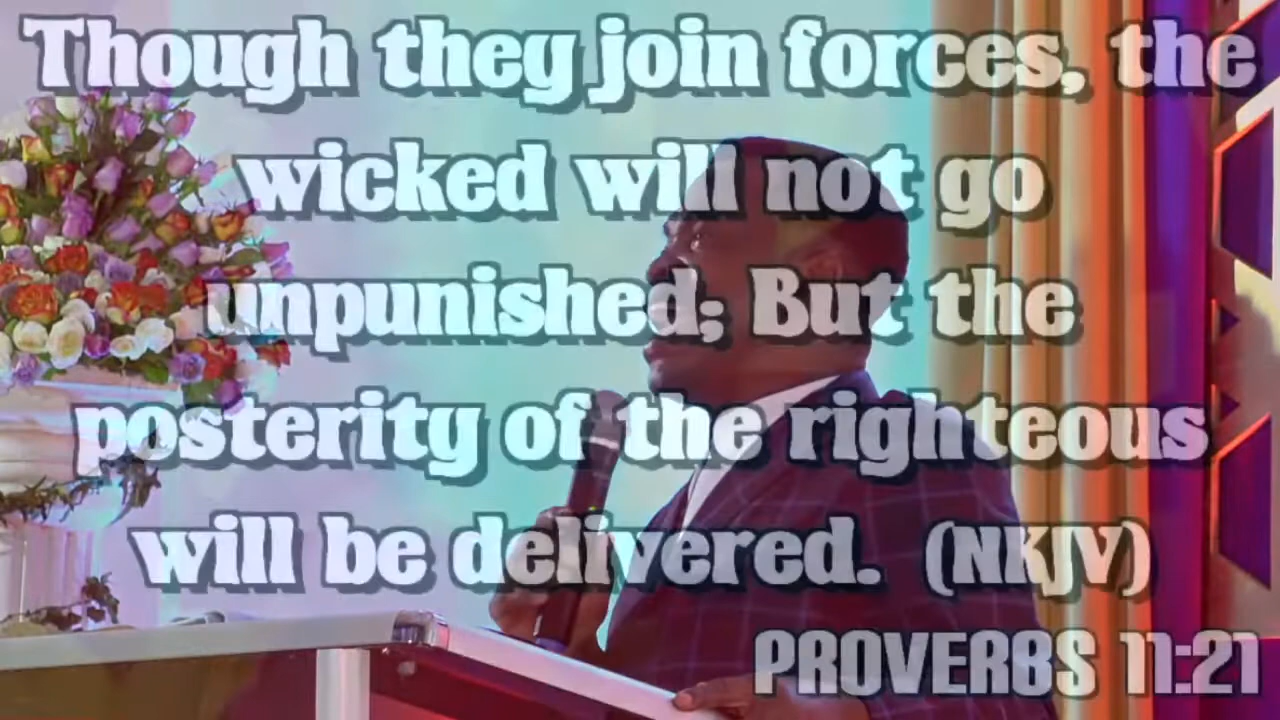 Though they join forces, the
wicked will not go
unpunished; But the
posterity of the righteous
will be delivered. (NKJV)
PROVERBS 11:21